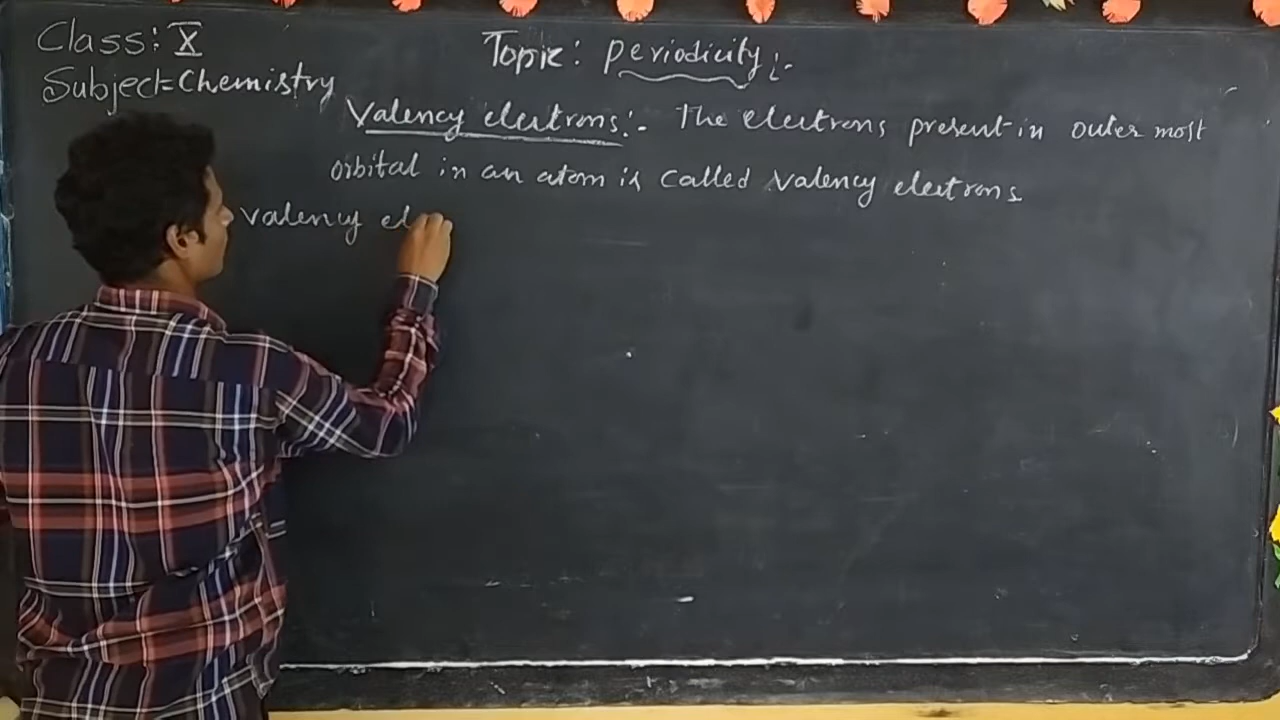 Class: X
Subject=Chemistry
Topic: periodicity:-
Valency electrons:- The electrons present in outer most
orbital in an atom is called valency electrons
valency el